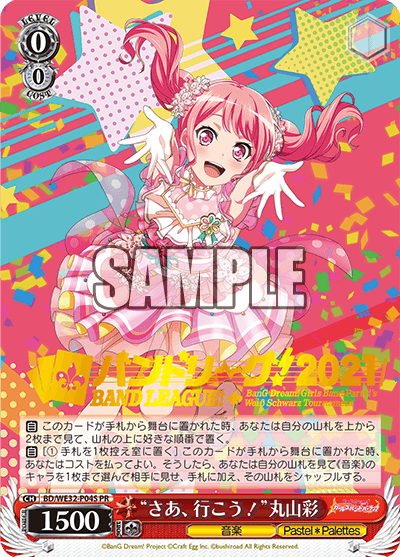 LEVEL
0
0
COST
SAMPLE
バンドリーグ! 2021
BAND LEAGUE!
BanG Dream! Girls Band Party!'s
Weiß Schwarz Tournament
自 このカードが手札から舞台に置かれた時、あなたは自分の山札を上から
2枚まで見て、山札の上に好きな順番で置く。
自 [① 手札を1枚控え室に置く] このカードが手札から舞台に置かれた時、
あなたはコストを払ってよい。そうしたら、あなたは自分の山札を見て《音楽》の
キャラを1枚まで選んで相手に見せ、手札に加え、その山札をシャッフルする。
CH BD/WE32-P04S PR
1500
“さあ、行こう!”丸山彩
音楽
Pastel*Palettes
©BanG Dream! Project ©Craft Egg Inc. ©bushiroad All Rights Reserved.